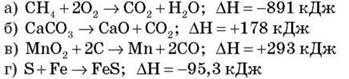 а) CH₄ + 2O₂ → CO₂ + H₂O; ΔH=−891 кДж
б) CaCO₃ → CaO + CO₂; ΔH=+178 кДж
в) MnO₂ + 2C → Mn + 2CO; ΔH=+293 кДж
г) S + Fe → FeS; ΔH=−95,3 кДж